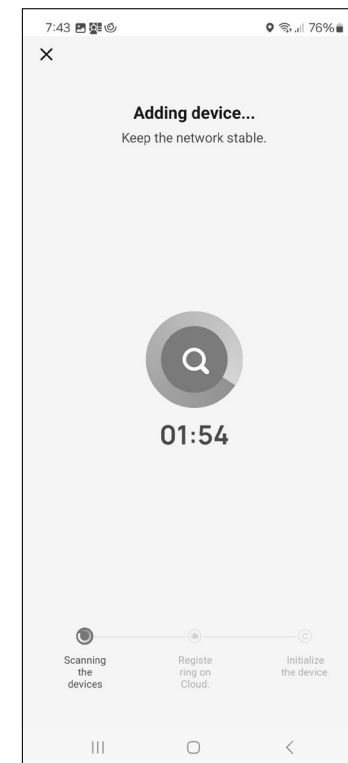 7:43
76%
Adding device...
Keep the network stable.
01:54
Scanning
the
devices
Registe
ring on
Cloud.
Initialize
the device